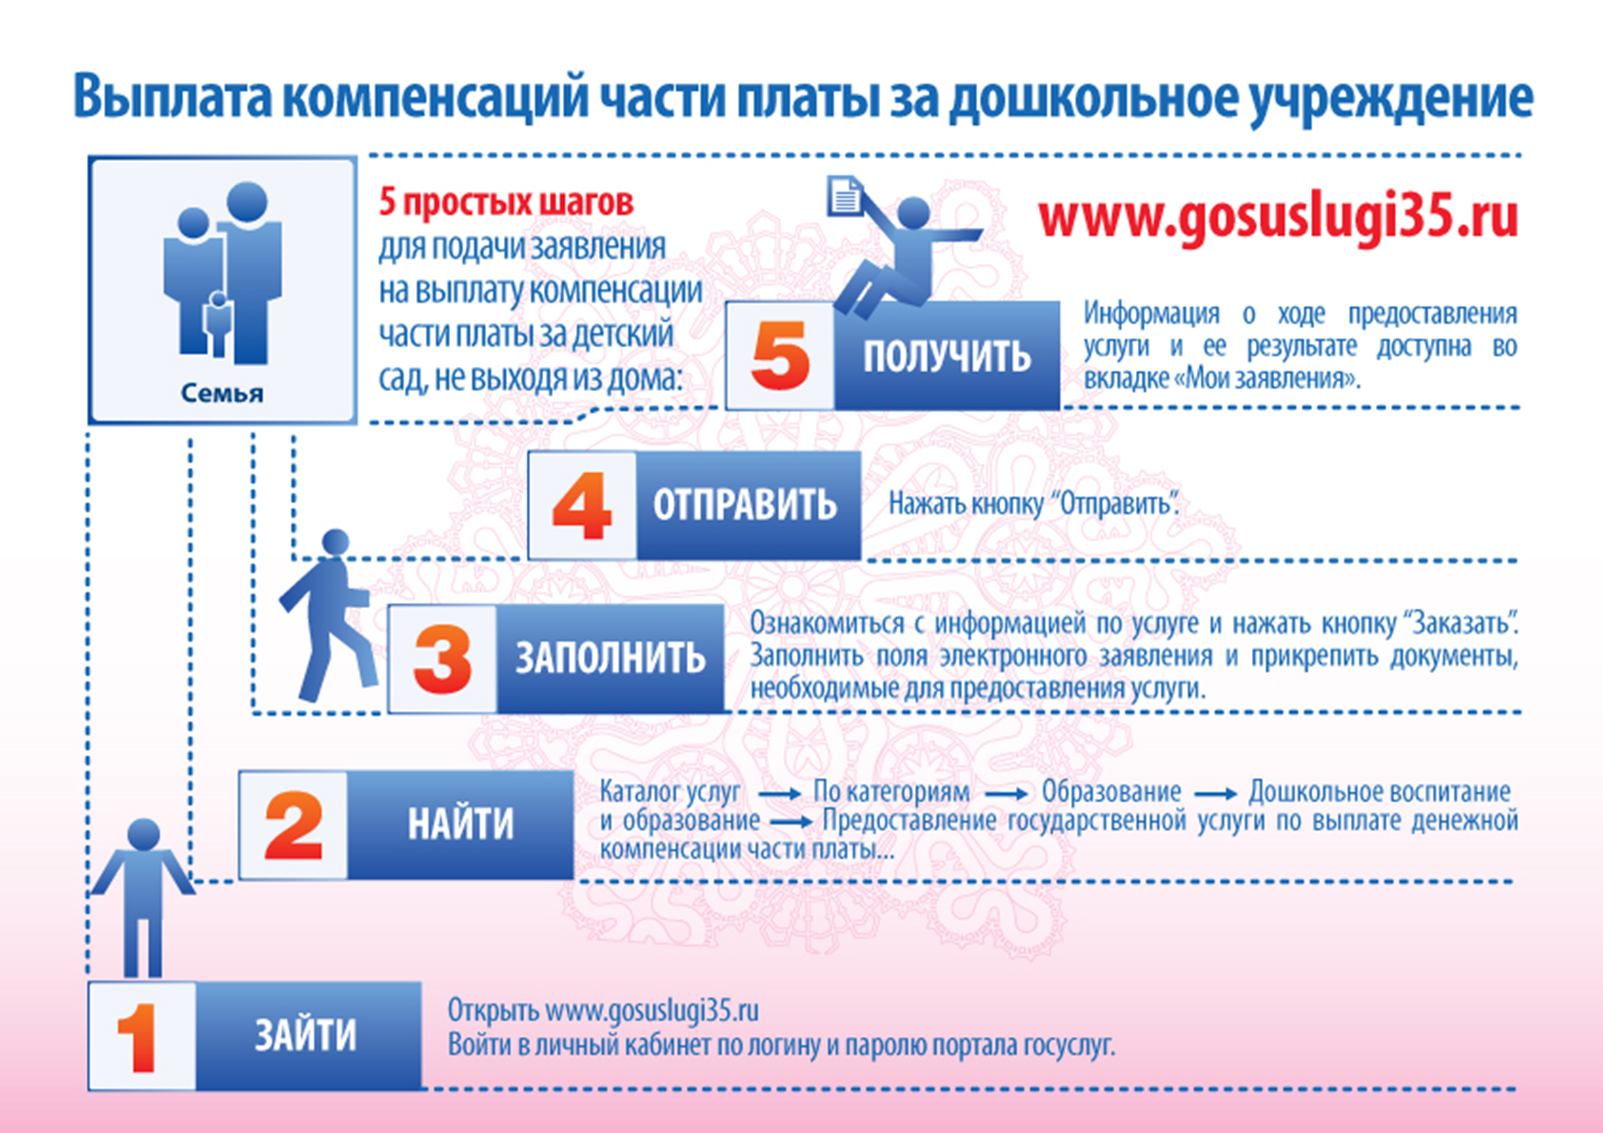 Выплата компенсаций части платы за дошкольное учреждение
Семья
5 простых шагов
для подачи заявления
на выплату компенсации
части платы за детский
сад, не выходя из дома:
www.gosuslugi35.ru
5 ПОЛУЧИТЬ
Информация о ходе предоставления
услуги и ее результате доступна во
вкладке «Мои заявления».
4 ОТПРАВИТЬ
Нажать кнопку “Отправить”.
3 ЗАПОЛНИТЬ
Ознакомиться с информацией по услуге и нажать кнопку “Заказать”.
Заполнить поля электронного заявления и прикрепить документы,
необходимые для предоставления услуги.
2 НАЙТИ
Каталог услуг → По категориям → Образование → Дошкольное воспитание
и образование → Предоставление государственной услуги по выплате денежной
компенсации части платы...
1 ЗАЙТИ
Открыть www.gosuslugi35.ru
Войти в личный кабинет по логину и паролю портала госуслуг.